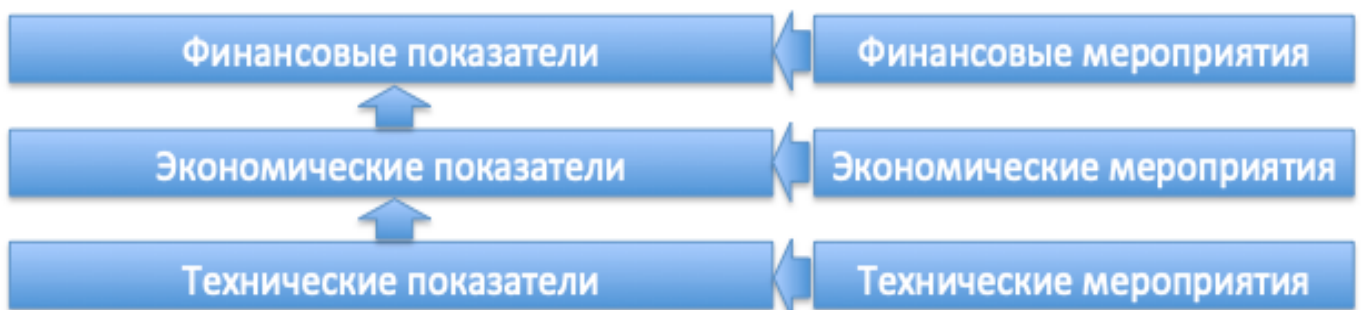 Финансовые показатели
Финансовые мероприятия
Экономические показатели
Экономические мероприятия
Технические показатели
Технические мероприятия